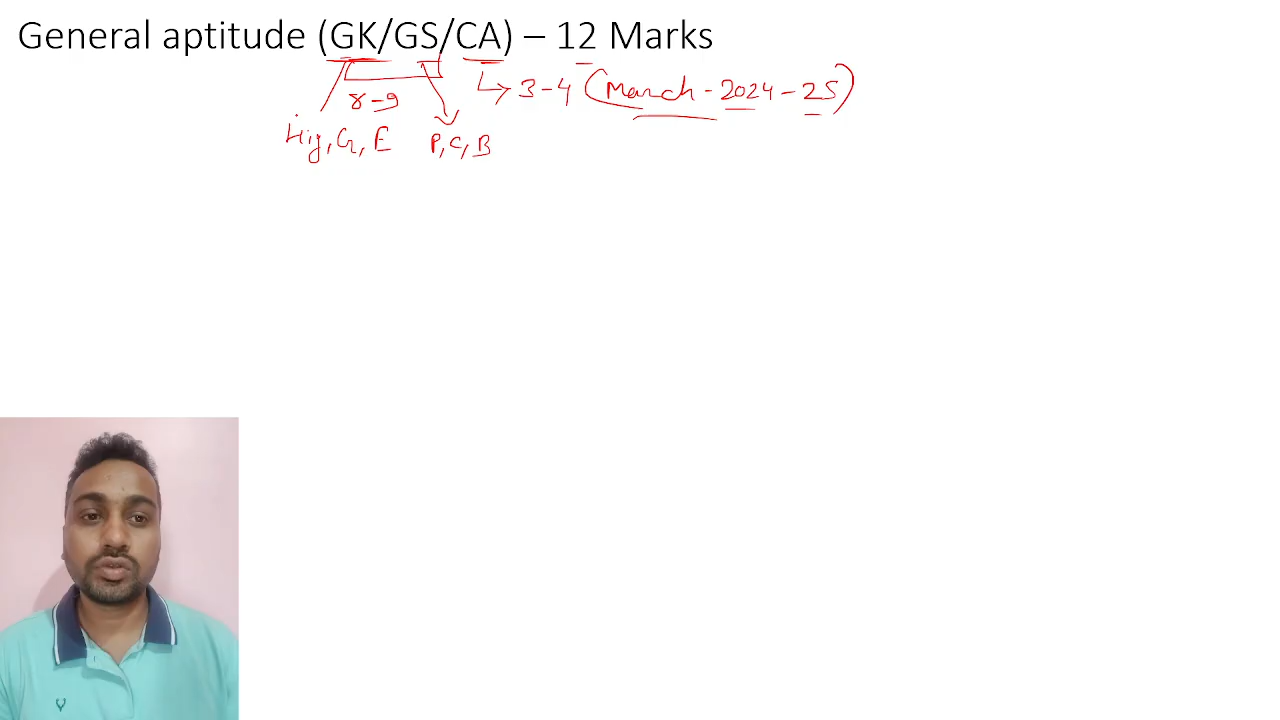 General aptitude (GK/GS/CA) – 12 Marks
↳ 3-4 (March - 2024 - 25)
8-9
His, G, E P, C, B